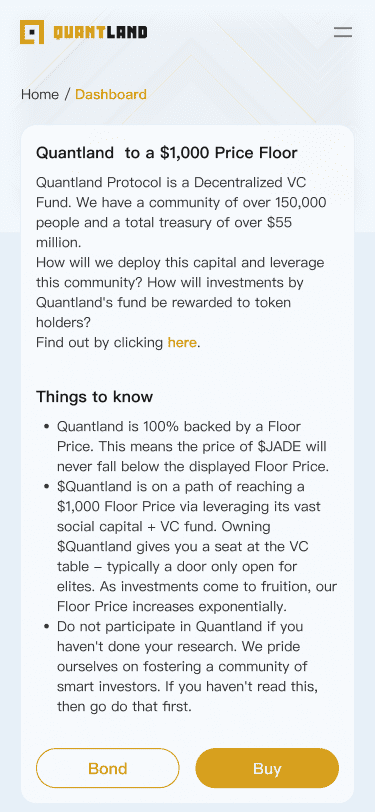 QUANTLAND
Home / Dashboard
Quantland to a $1,000 Price Floor
Quantland Protocol is a Decentralized VC
Fund. We have a community of over 150,000
people and a total treasury of over $55
million.
How will we deploy this capital and leverage
this community? How will investments by
Quantland's fund be rewarded to token
holders?
Find out by clicking here.
Things to know
• Quantland is 100% backed by a Floor
Price. This means the price of $JADE will
never fall below the displayed Floor Price.
• $Quantland is on a path of reaching a
$1,000 Floor Price via leveraging its vast
social capital + VC fund. Owning
$Quantland gives you a seat at the VC
table – typically a door only open for
elites. As investments come to fruition, our
Floor Price increases exponentially.
• Do not participate in Quantland if you
haven't done your research. We pride
ourselves on fostering a community of
smart investors. If you haven't read this,
then go do that first.
Bond
Buy